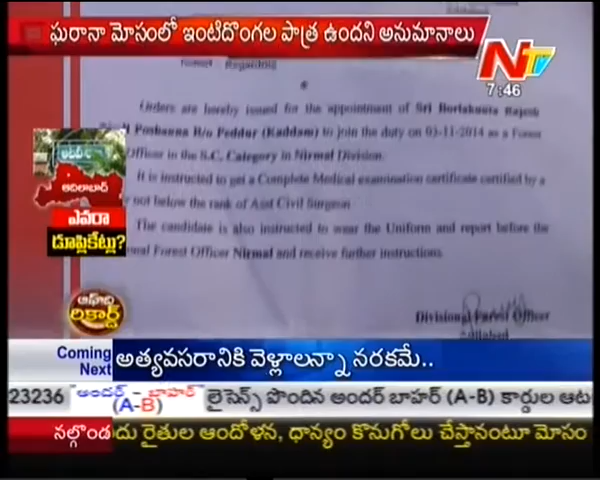 ఘరానా మోసంలో ఇంటిదొంగల పాత్ర ఉందని అనుమానాలు
NTV
7:46
Orders are hereby issued for the appointment of Sri Borlakunta Rajesh
Poshanna H/o Peddur (Kaddam) to join the duty on 03-11-2014 as a Forest
Officer in the S.C. Category in Nirmal Division.
It is instructed to get a Complete Medical examination certificate certified by a
not below the rank of Asst Civil Surgeon
The candidate is also instructed to wear the Uniform and report before the
Forest Officer Nirmal and receive further instructions.
Divisional Forest Officer
ఆదిలాబాద్
ఎవరా
డూప్లికేట్లు?
ఆఫ్‌ది
రికార్డ్
Coming
Next
అత్యవసరానికి వెళ్లాలన్నా నరకమే..
23236 అందర్ - బాహర్ (A-B) లైసెన్స్ పొందిన అందర్ బాహర్ (A-B) కార్డుల ఆట
నల్గొండ దు రైతుల ఆందోళన, ధాన్యం కొనుగోలు చేస్తానంటూ మోసం